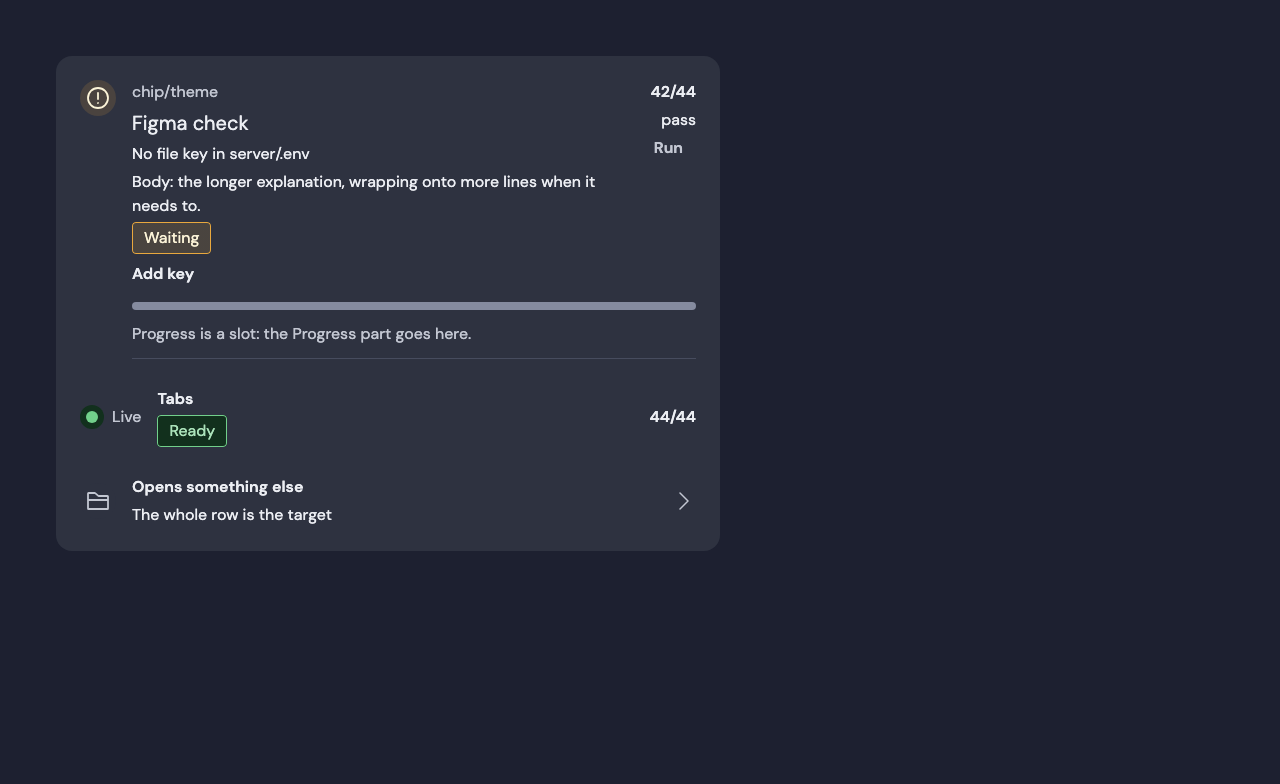 chip/theme
42/44
Figma check
pass
No file key in server/.env
Run
Body: the longer explanation, wrapping onto more lines when it
needs to.
Waiting
Add key
Progress is a slot: the Progress part goes here.
Live
Tabs
Ready
44/44
Opens something else
The whole row is the target